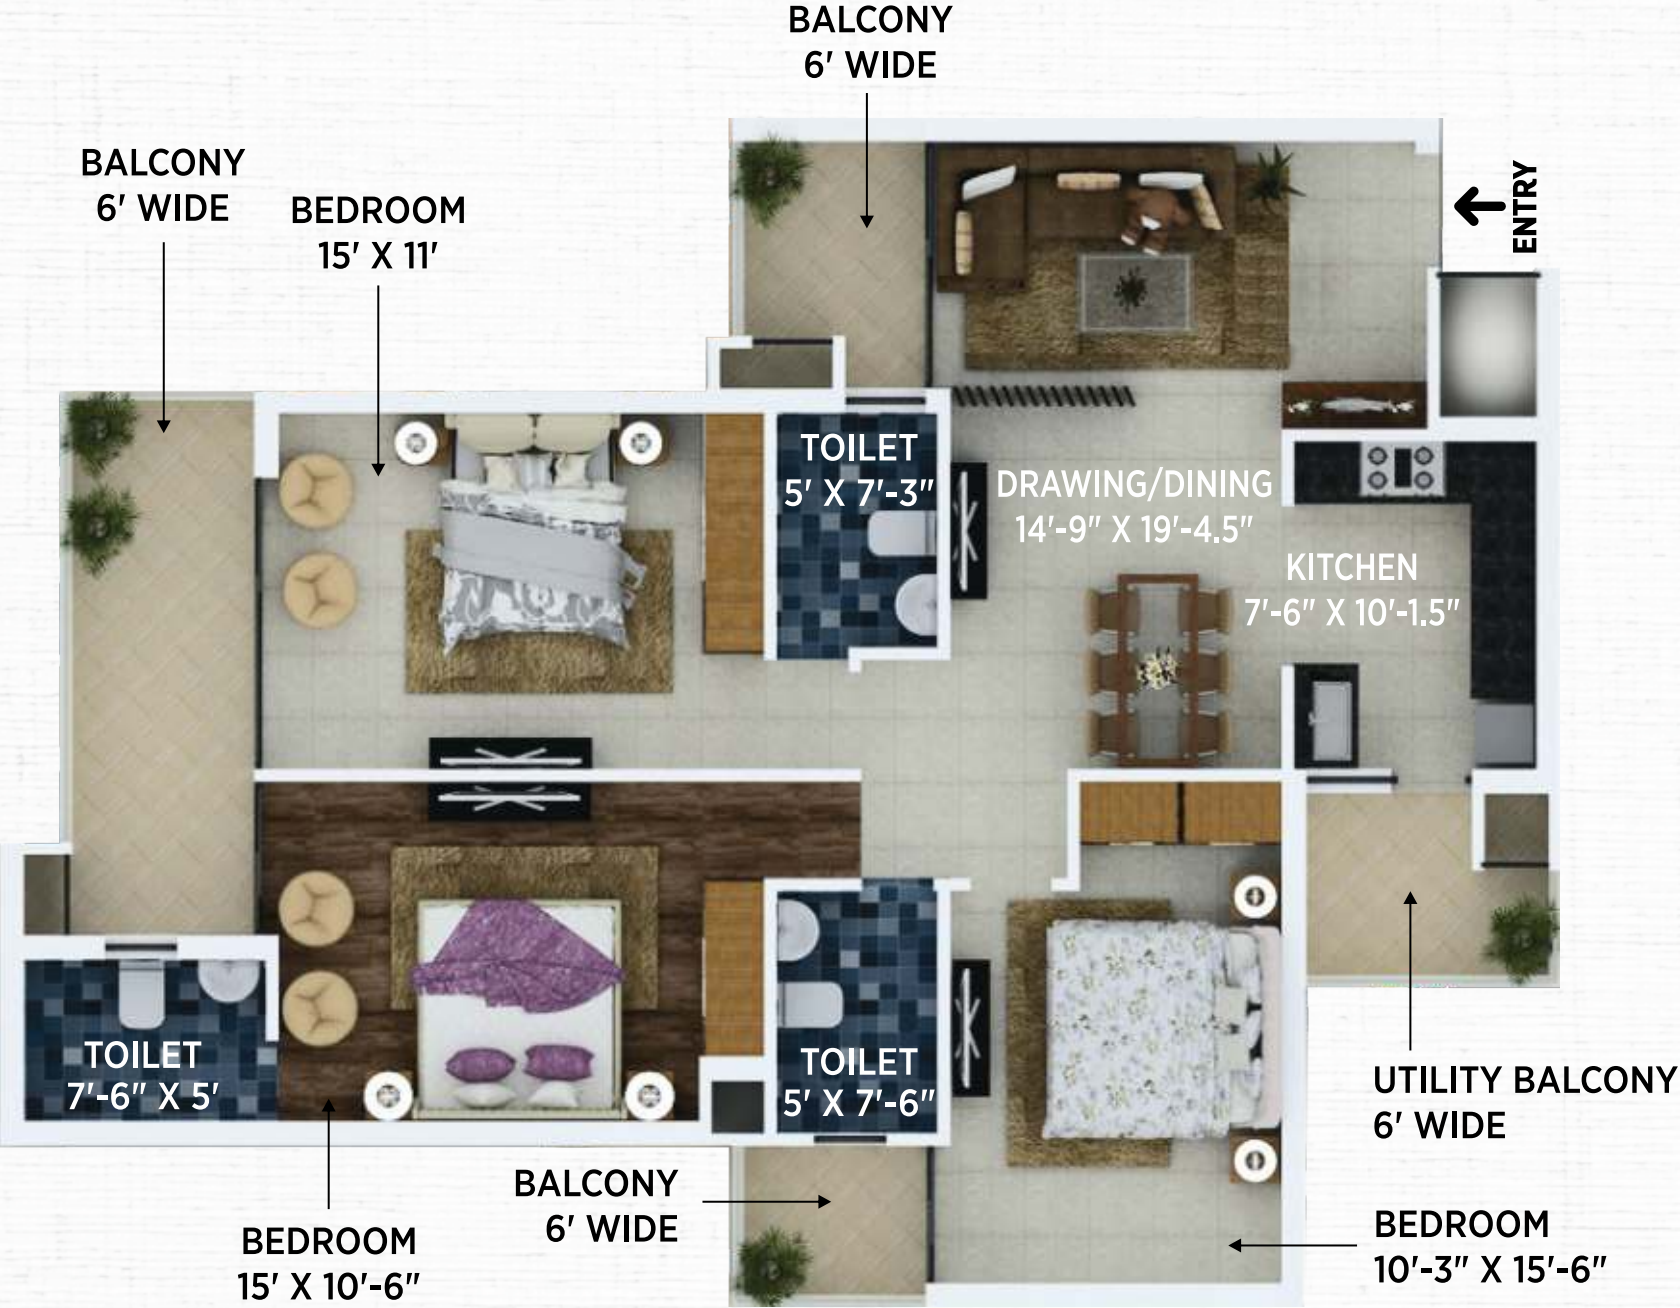 BALCONY
6' WIDE
BALCONY
6' WIDE
BEDROOM
15' X 11'
ENTRY
TOILET
5' X 7'-3"
DRAWING/DINING
14'-9" X 19'-4.5"
KITCHEN
7'-6" X 10'-1.5"
TOILET
7'-6" X 5'
TOILET
5' X 7'-6"
UTILITY BALCONY
6' WIDE
BALCONY
6' WIDE
BEDROOM
15' X 10'-6"
BEDROOM
10'-3" X 15'-6"